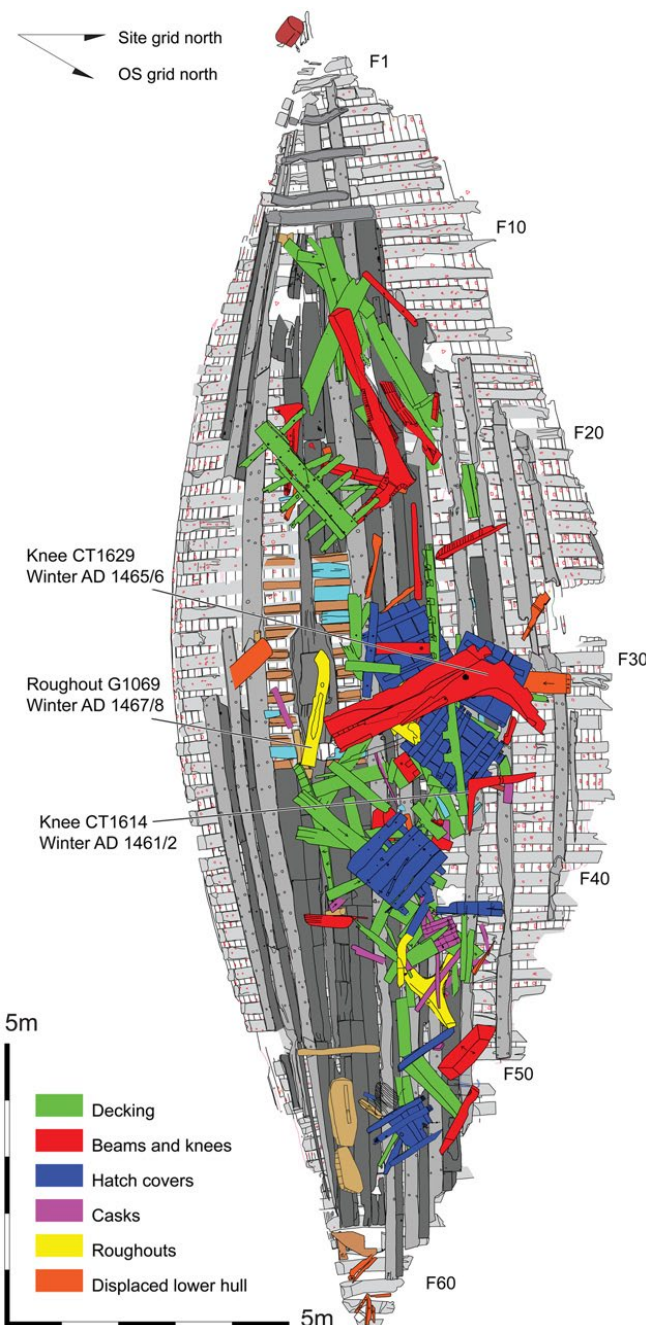 Site grid north
OS grid north
F1
F10
F20
Knee CT1629
Winter AD 1465/6
F30
Roughout G1069
Winter AD 1467/8
Knee CT1614
Winter AD 1461/2
F40
5m
F50
Decking
Beams and knees
Hatch covers
Casks
Roughouts
Displaced lower hull
F60
5m